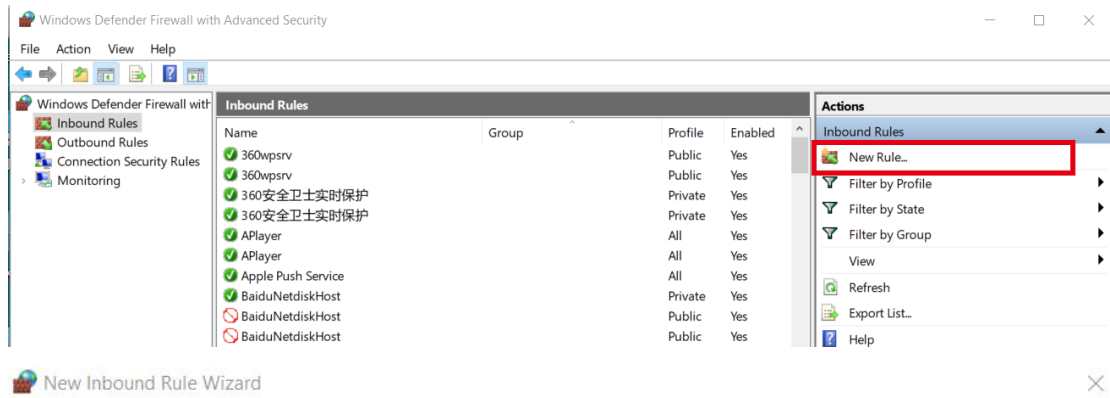 Windows Defender Firewall with Advanced Security
File Action View Help
Windows Defender Firewall with
Inbound Rules
Outbound Rules
Connection Security Rules
Monitoring
Inbound Rules
Name Group Profile Enabled
360wpsrv Public Yes
360wpsrv Public Yes
360安全卫士实时保护 Private Yes
360安全卫士实时保护 Private Yes
APlayer All Yes
APlayer All Yes
Apple Push Service All Yes
BaiduNetdiskHost Private Yes
BaiduNetdiskHost Public Yes
BaiduNetdiskHost Public Yes
Actions
Inbound Rules
New Rule...
Filter by Profile
Filter by State
Filter by Group
View
Refresh
Export List...
Help
New Inbound Rule Wizard